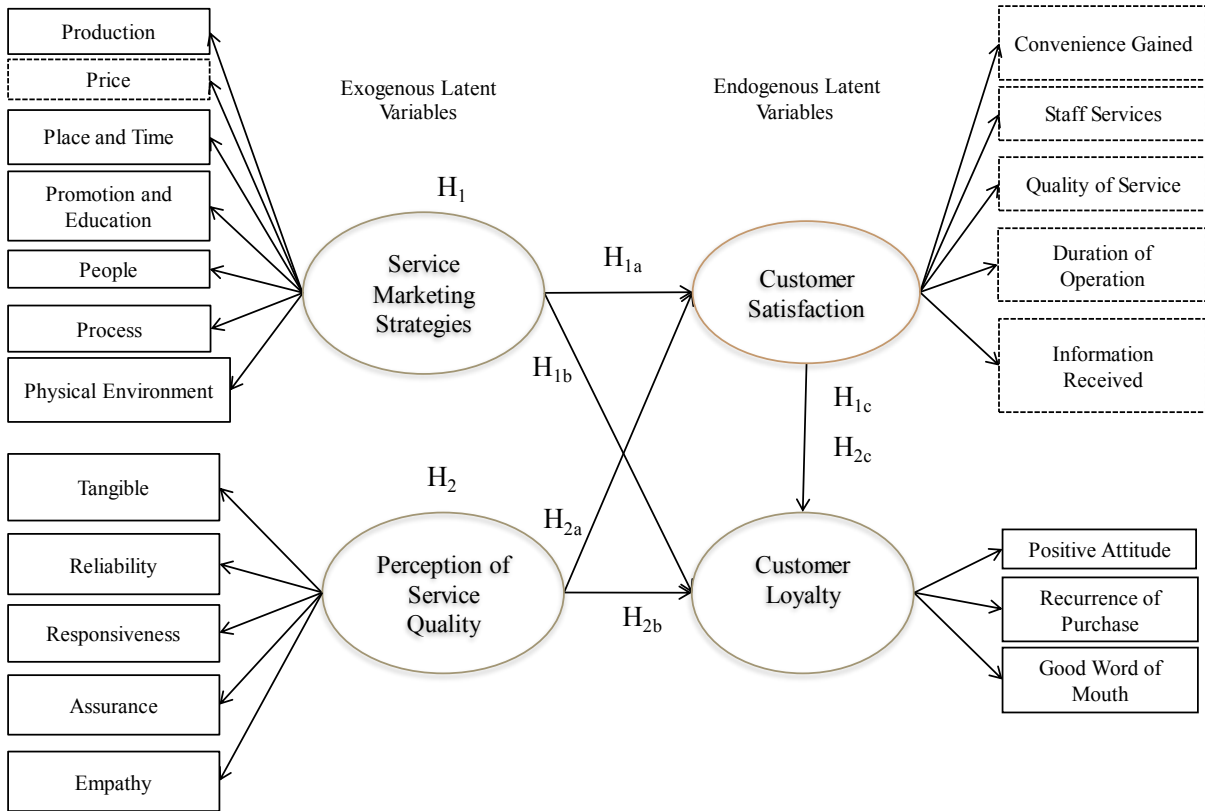 Production
Price
Place and Time
Promotion and
Education
People
Process
Physical Environment
Tangible
Reliability
Responsiveness
Assurance
Empathy
Exogenous Latent
Variables
H1
Service
Marketing
Strategies
H2
Perception of
Service
Quality
H1a
H1b
H2a
H2b
Endogenous Latent
Variables
Customer
Satisfaction
H1c
H2c
Customer
Loyalty
Convenience Gained
Staff Services
Quality of Service
Duration of
Operation
Information
Received
Positive Attitude
Recurrence of
Purchase
Good Word of
Mouth